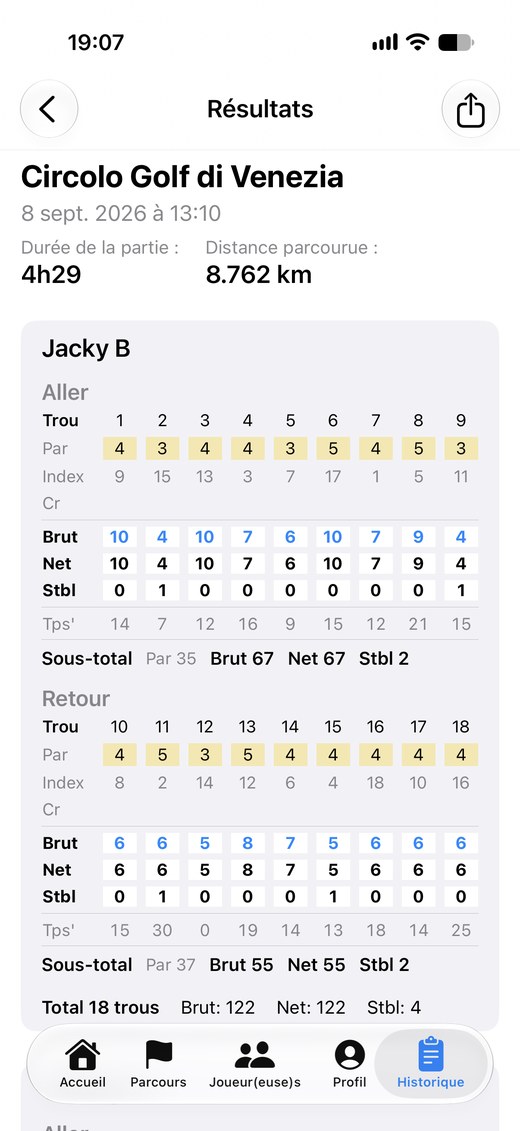 19:07
Résultats
Circolo Golf di Venezia
8 sept. 2026 à 13:10
Durée de la partie : Distance parcourue :
4h29 8.762 km
Jacky B
Aller
Trou 1 2 3 4 5 6 7 8 9
Par 4 3 4 4 3 5 4 5 3
Index 9 15 13 3 7 17 1 5 11
Cr
Brut 10 4 10 7 6 10 7 9 4
Net 10 4 10 7 6 10 7 9 4
Stbl 0 1 0 0 0 0 0 0 1
Tps' 14 7 12 16 9 15 12 21 15
Sous-total Par 35 Brut 67 Net 67 Stbl 2
Retour
Trou 10 11 12 13 14 15 16 17 18
Par 4 5 3 5 4 4 4 4 4
Index 8 2 14 12 6 4 18 10 16
Cr
Brut 6 6 5 8 7 5 6 6 6
Net 6 6 5 8 7 5 6 6 6
Stbl 0 1 0 0 0 1 0 0 0
Tps' 15 30 0 19 14 13 18 14 25
Sous-total Par 37 Brut 55 Net 55 Stbl 2
Total 18 trous Brut: 122 Net: 122 Stbl: 4
Accueil Parcours Joueur(euse)s Profil Historique
Aller